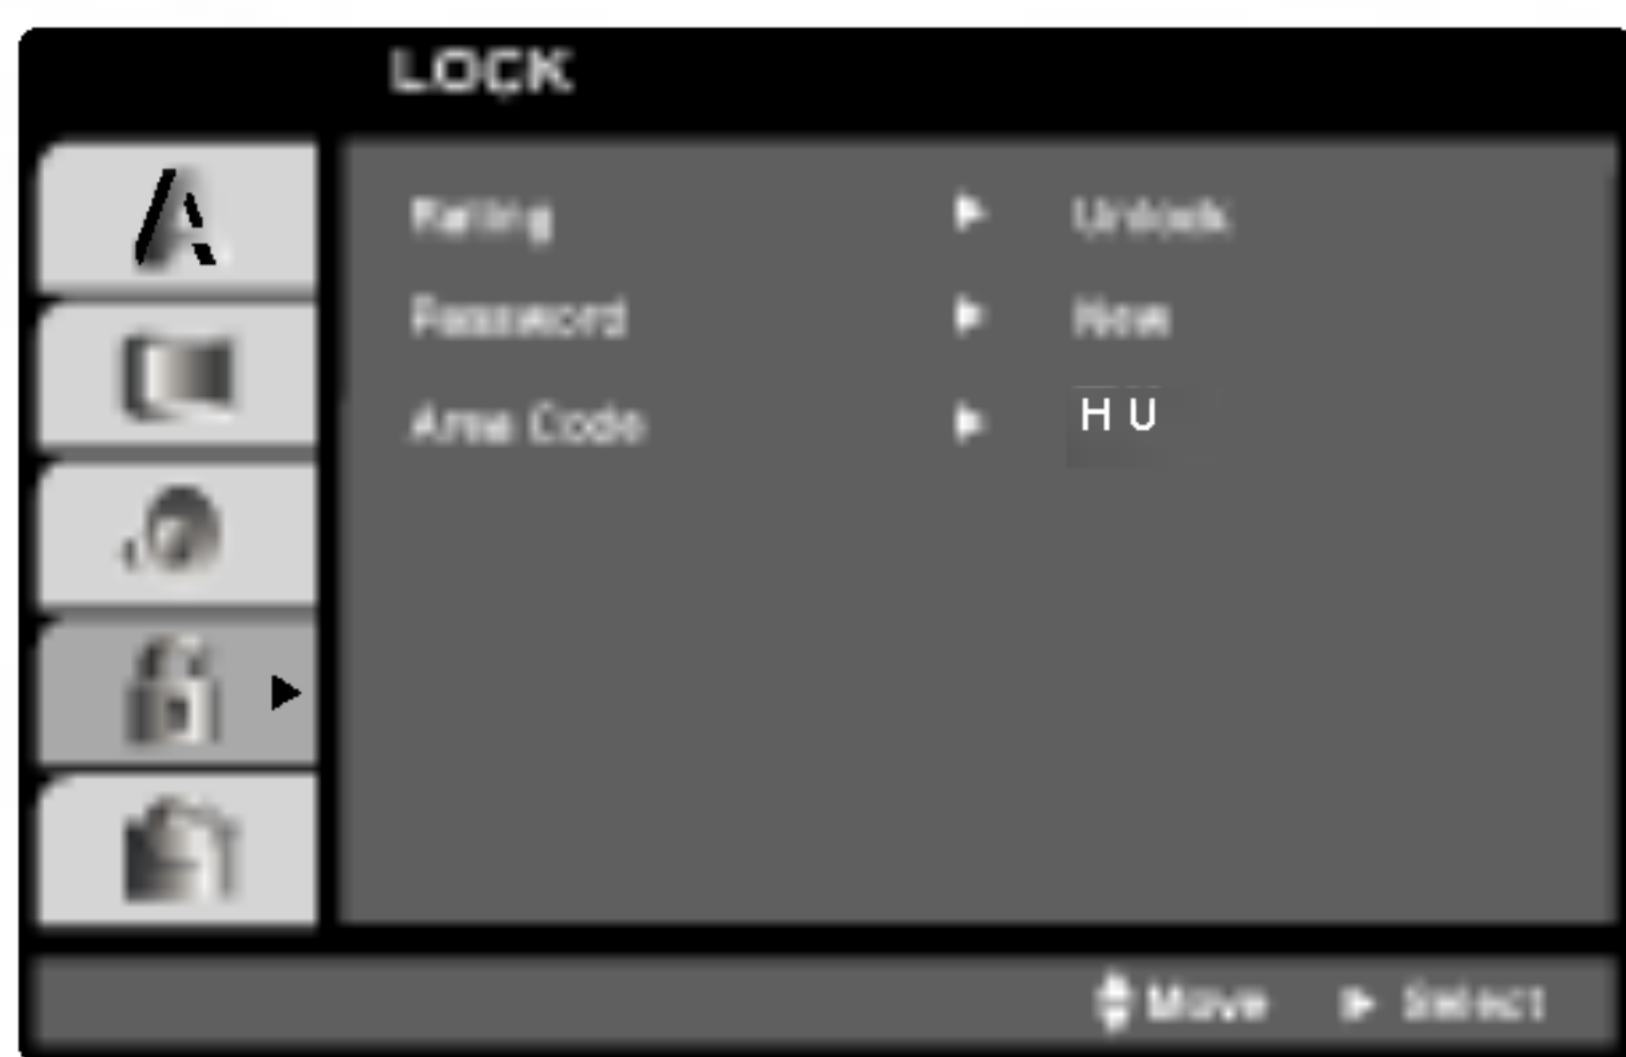 LOCK
Rating ▶ Unlock
Password ▶ New
Area Code ▶ H U
Move ▶ Select